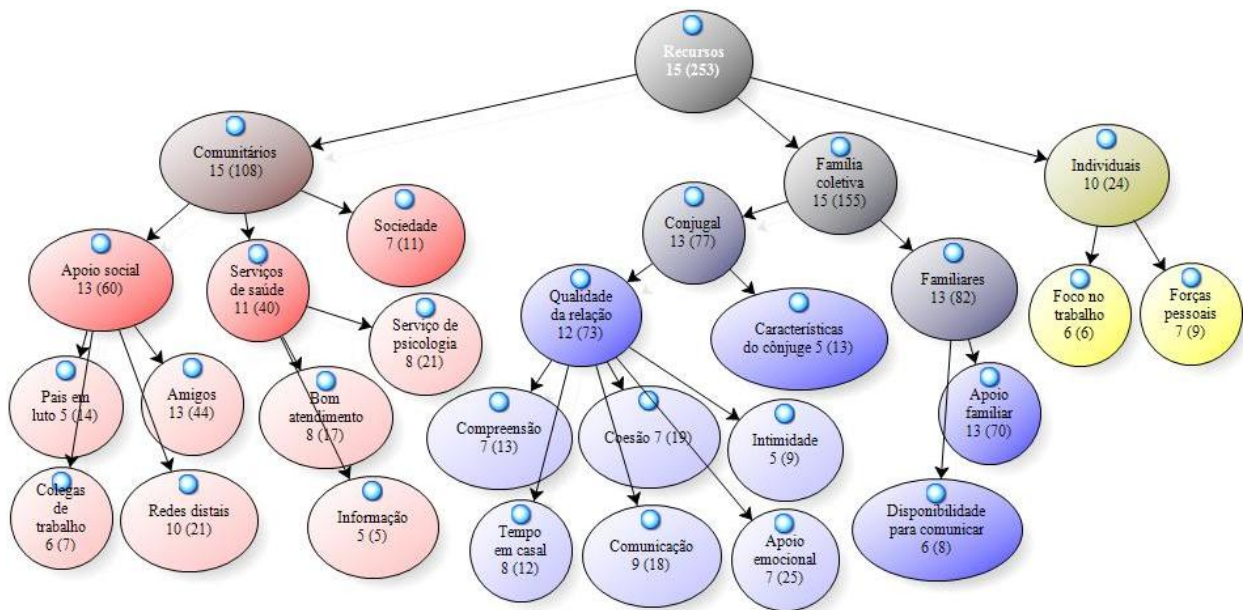 Recursos
15 (253)
Comunitários
15 (108)
Família
coletiva
15 (155)
Individuais
10 (24)
Sociedade
7 (11)
Conjugal
13 (77)
Apoio social
13 (60)
Serviços
de saúde
11 (40)
Familiares
13 (82)
Foco no
trabalho
6 (6)
Forças
pessoais
7 (9)
Qualidade
da relação
12 (73)
Características
do cônjuge 5 (13)
Serviço de
psicologia
8 (21)
Pais em
luto 5 (14)
Amigos
13 (44)
Bom
atendimento
8 (17)
Compreensão
7 (13)
Coesão 7 (19)
Intimidade
5 (9)
Apoio
familiar
13 (70)
Colegas
de
trabalho
6 (7)
Redes distais
10 (21)
Informação
5 (5)
Tempo
em casal
8 (12)
Comunicação
9 (18)
Apoio
emocional
7 (25)
Disponibilidade
para comunicar
6 (8)